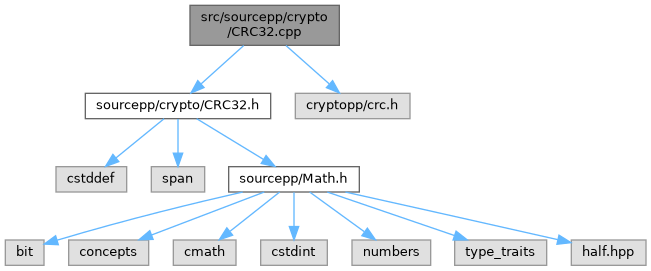 src/sourcepp/crypto
/CRC32.cpp
sourcepp/crypto/CRC32.h
cryptopp/crc.h
cstddef
span
sourcepp/Math.h
bit
concepts
cmath
cstdint
numbers
type_traits
half.hpp